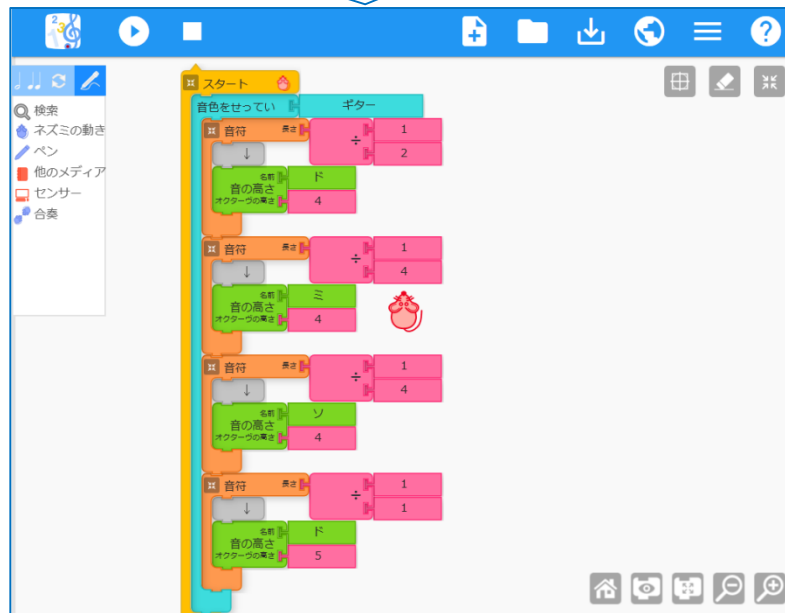 検索
ネズミの動き
ペン
他のメディア
センサー
合奏
スタート
音色をせってい ギター
音符 長さ ÷ 1
2
↓
名前 ド
音の高さ
オクターヴの高さ 4
音符 長さ ÷ 1
4
↓
名前 ミ
音の高さ
オクターヴの高さ 4
音符 長さ ÷ 1
4
↓
名前 ソ
音の高さ
オクターヴの高さ 4
音符 長さ ÷ 1
1
↓
名前 ド
音の高さ
オクターヴの高さ 5